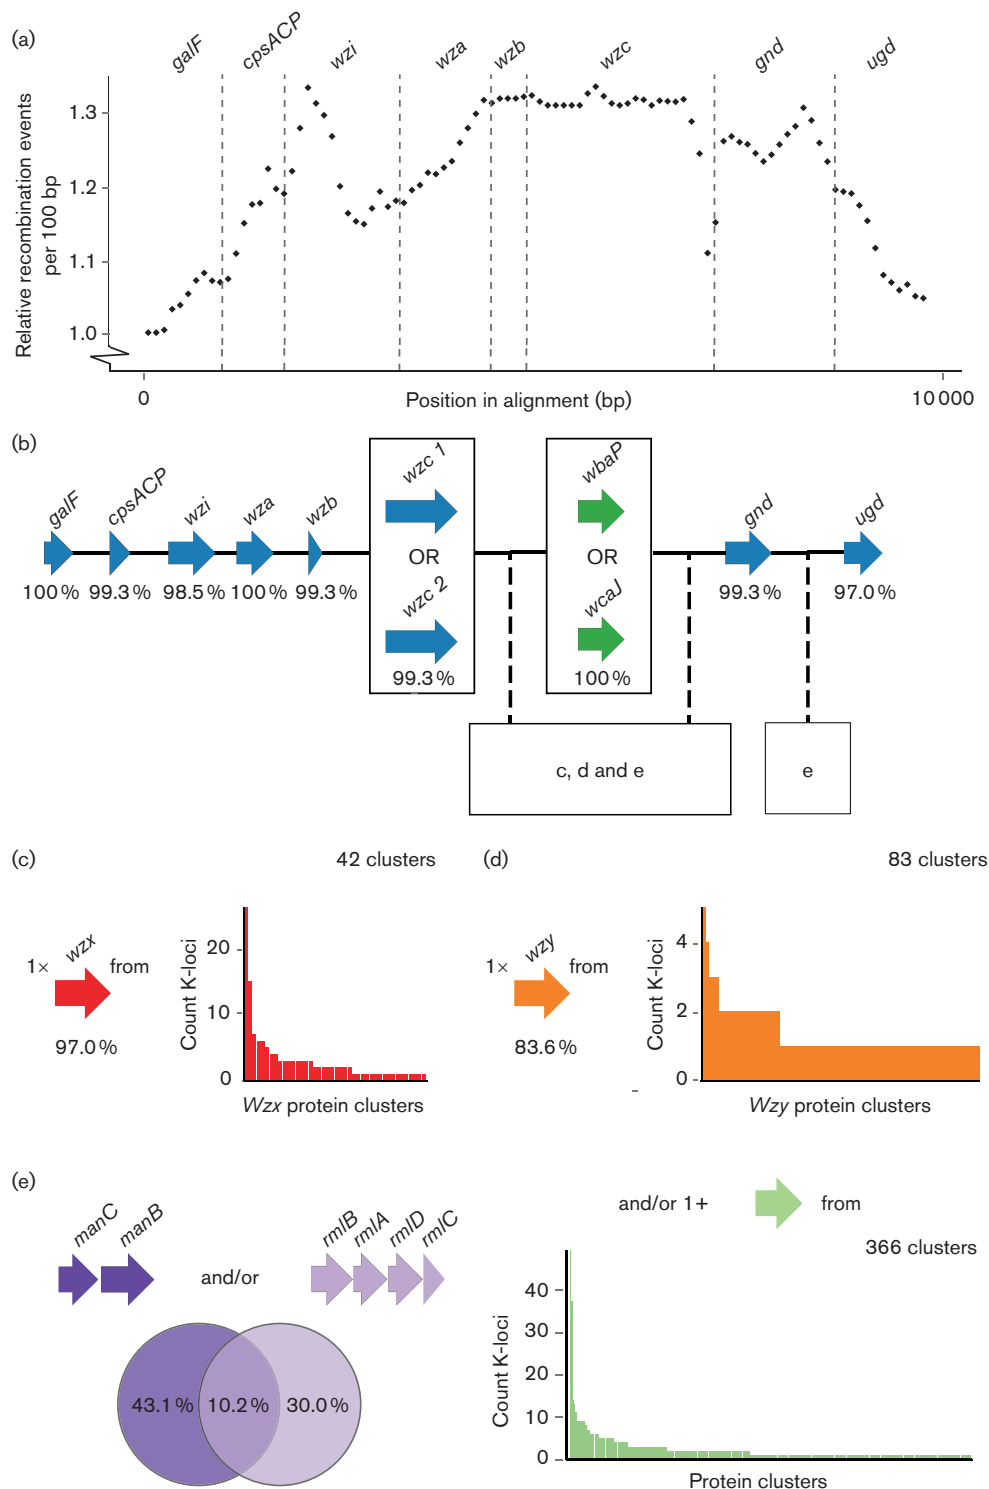 (a)
galF cpsACP wzi wza wzb wzc gnd ugd
Relative recombination events
per 100 bp
1.3
1.2
1.1
1.0
0 10 000
Position in alignment (bp)
(b)
galF cpsACP wzi wza wzb wzc 1 wbaP gnd ugd
OR OR
wzc 2 wcaJ
100 % 99.3 % 98.5 % 100 % 99.3 % 99.3 % 100 % 99.3 % 97.0 %
c, d and e e
(c)
42 clusters
1× wzx from
97.0 %
Count K-loci
20
10
0
Wzx protein clusters
(d)
83 clusters
1× wzy from
83.6 %
Count K-loci
4
2
0
Wzy protein clusters
(e)
manC manB and/or rmlB rmlA rmlD rmlC
43.1 % 10.2 % 30.0 %
and/or 1+ from
366 clusters
Count K-loci
40
30
20
10
0
Protein clusters